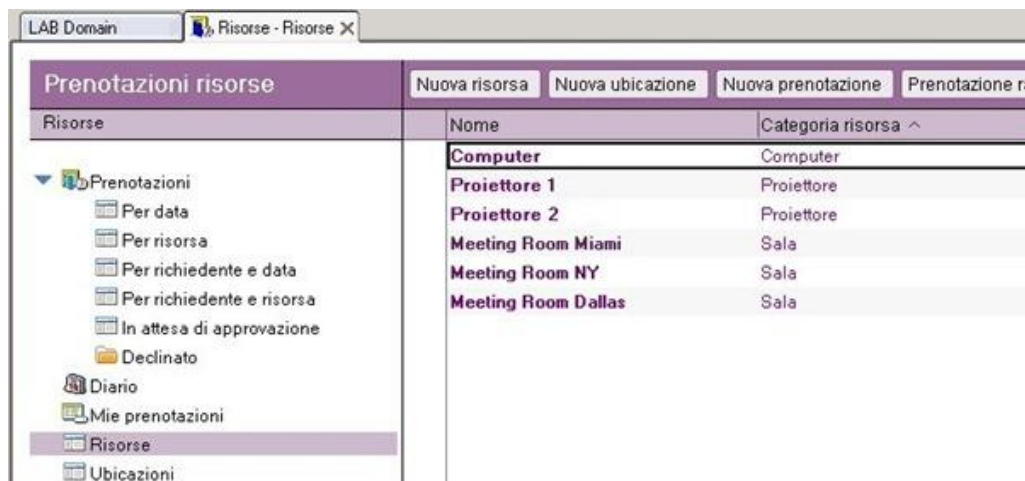 LAB Domain
Risorse - Risorse
Prenotazioni risorse
Nuova risorsa
Nuova ubicazione
Nuova prenotazione
Prenotazione
Risorse
Nome
Categoria risorsa
Prenotazioni
Per data
Per risorsa
Per richiedente e data
Per richiedente e risorsa
In attesa di approvazione
Declinato
Diario
Mie prenotazioni
Risorse
Ubicazioni
Computer Computer
Proiettore 1 Proiettore
Proiettore 2 Proiettore
Meeting Room Miami Sala
Meeting Room NY Sala
Meeting Room Dallas Sala